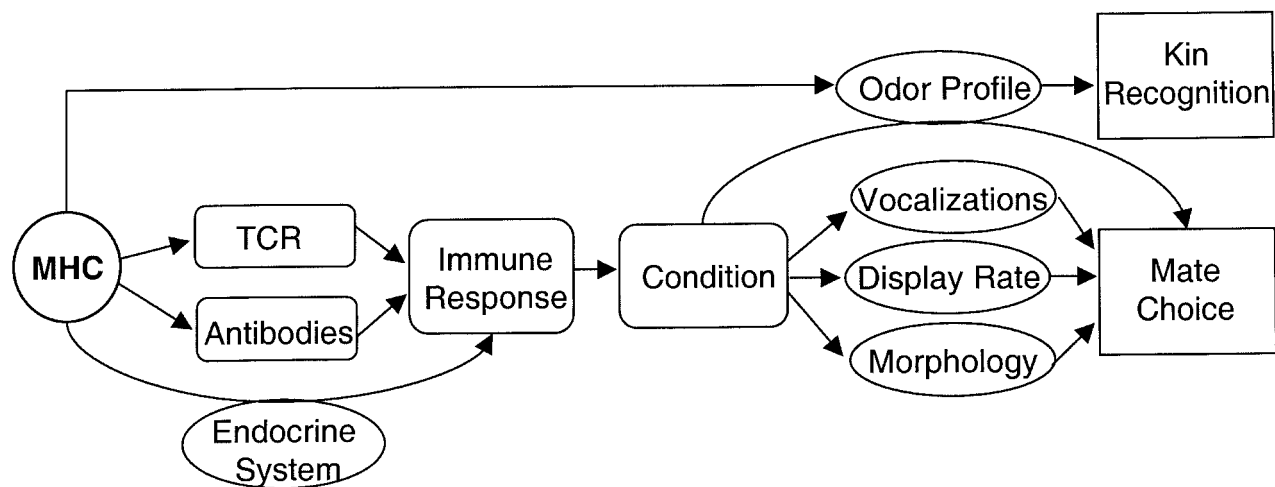 Odor Profile
Kin
Recognition
MHC
TCR
Antibodies
Endocrine
System
Immune
Response
Condition
Vocalizations
Display Rate
Morphology
Mate
Choice